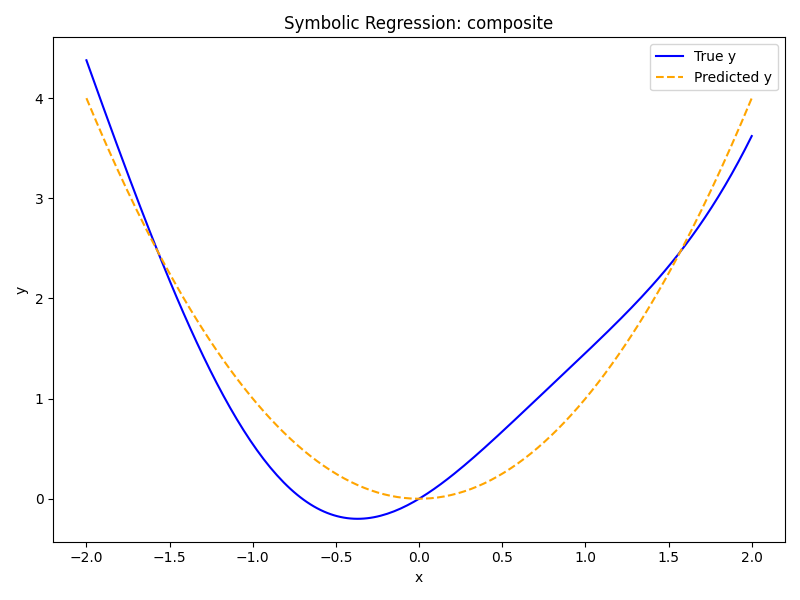 Symbolic Regression: composite
True y
Predicted y
4
3
2
1
0
y
−2.0
−1.5
−1.0
−0.5
0.0
0.5
1.0
1.5
2.0
x